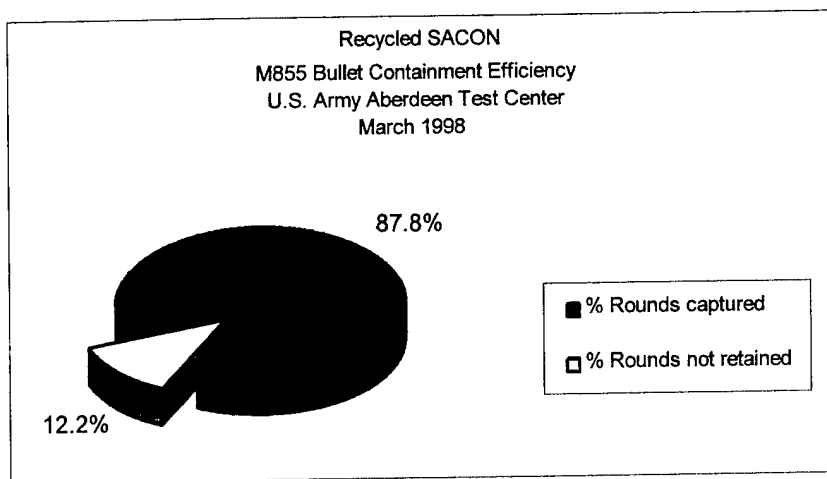 Recycled SACON
M855 Bullet Containment Efficiency
U.S. Army Aberdeen Test Center
March 1998
87.8%
% Rounds captured
% Rounds not retained
12.2%